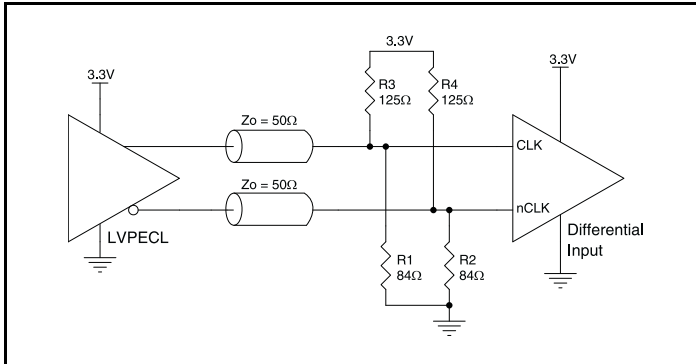 3.3V
3.3V
3.3V
R3
125Ω
R4
125Ω
Zo = 50Ω
CLK
Zo = 50Ω
nCLK
LVPECL
Differential
Input
R1
84Ω
R2
84Ω